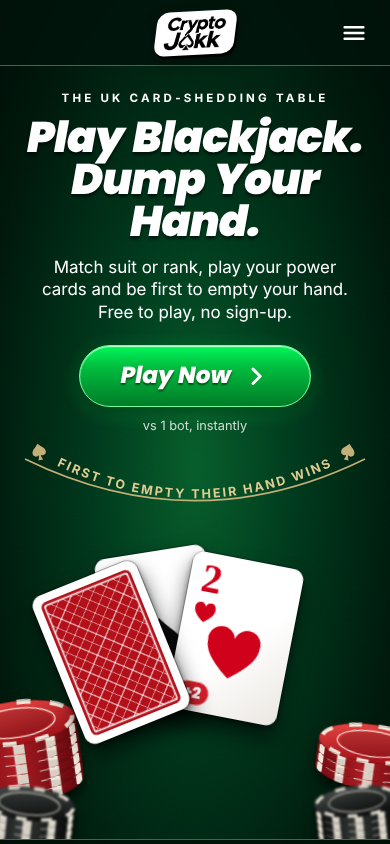 Crypto
Jokk
THE UK CARD-SHEDDING TABLE
Play Blackjack.
Dump Your
Hand.
Match suit or rank, play your power
cards and be first to empty your hand.
Free to play, no sign-up.
Play Now
vs 1 bot, instantly
FIRST TO EMPTY THEIR HAND WINS
2